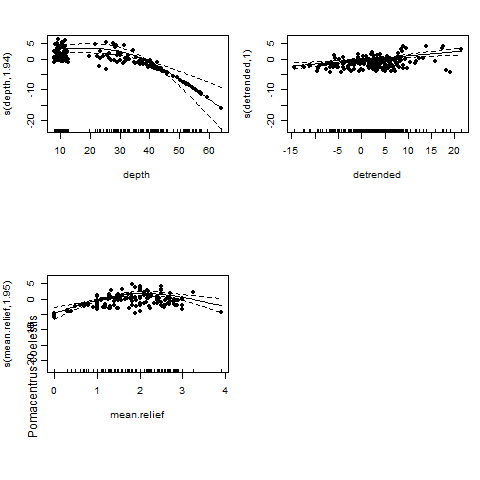 s(depth,1.94)
5
0
-10
-20
10 20 30 40 50 60
depth
s(detrended,1)
5
0
-10
-20
-15 -10 -5 0 5 10 15 20
detrended
s(mean.relief,1.95)
5
0
-20
0 1 2 3 4
mean.relief
Pomacentrus coelestis